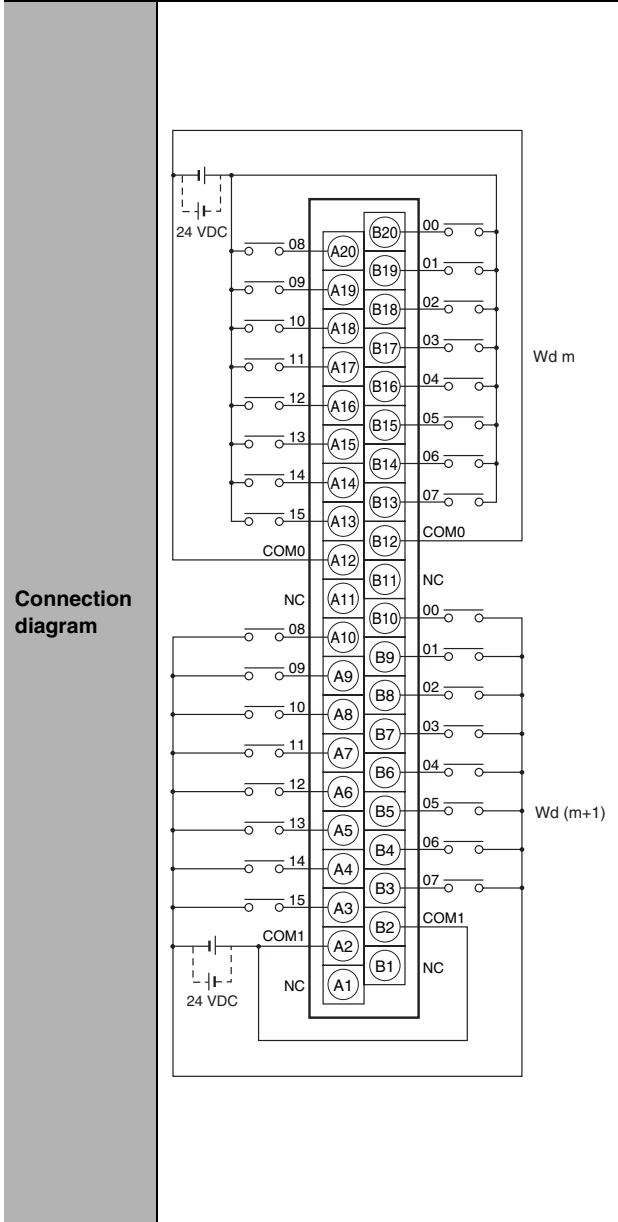 Connection
diagram
24 VDC
08 A20
09 A19
10 A18
11 A17
12 A16
13 A15
14 A14
15 A13
COM0 A12
NC A11
B20 00
B19 01
B18 02
B17 03
B16 04
B15 05
B14 06
B13 07
B12 COM0
B11 NC
Wd m
08 A10
09 A9
10 A8
11 A7
12 A6
13 A5
14 A4
15 A3
COM1 A2
NC A1
24 VDC
B10 00
B9 01
B8 02
B7 03
B6 04
B5 05
B4 06
B3 07
B2 COM1
B1 NC
Wd (m+1)